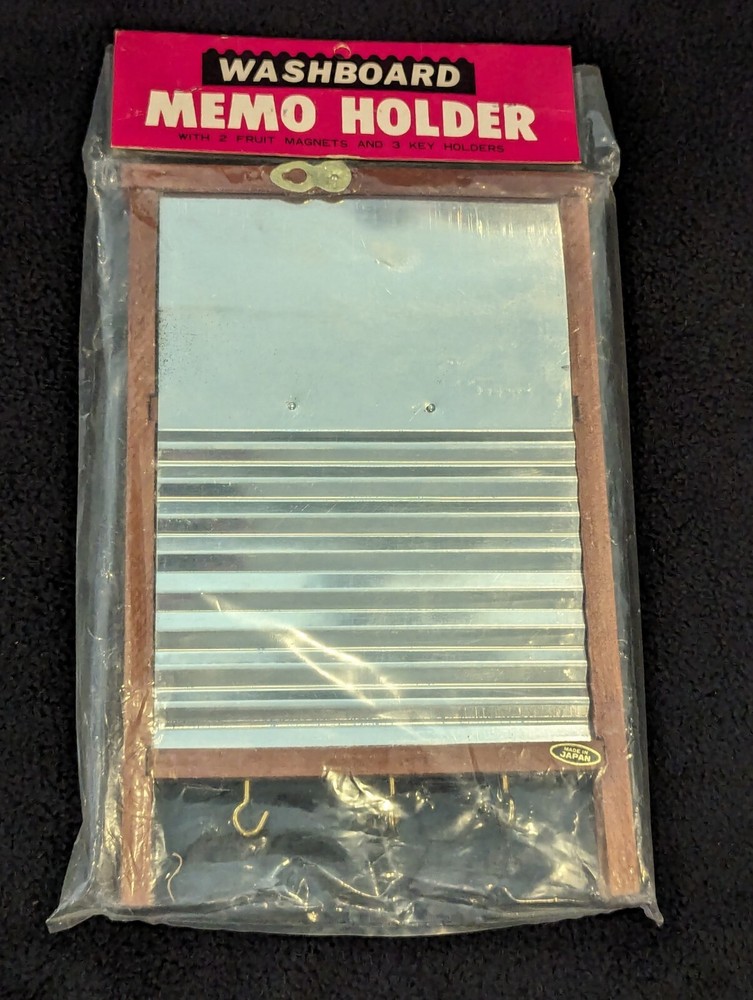 WASHBOARD
MEMO HOLDER
WITH 2 FRUIT MAGNETS AND 3 KEY HOLDERS
MADE IN
JAPAN